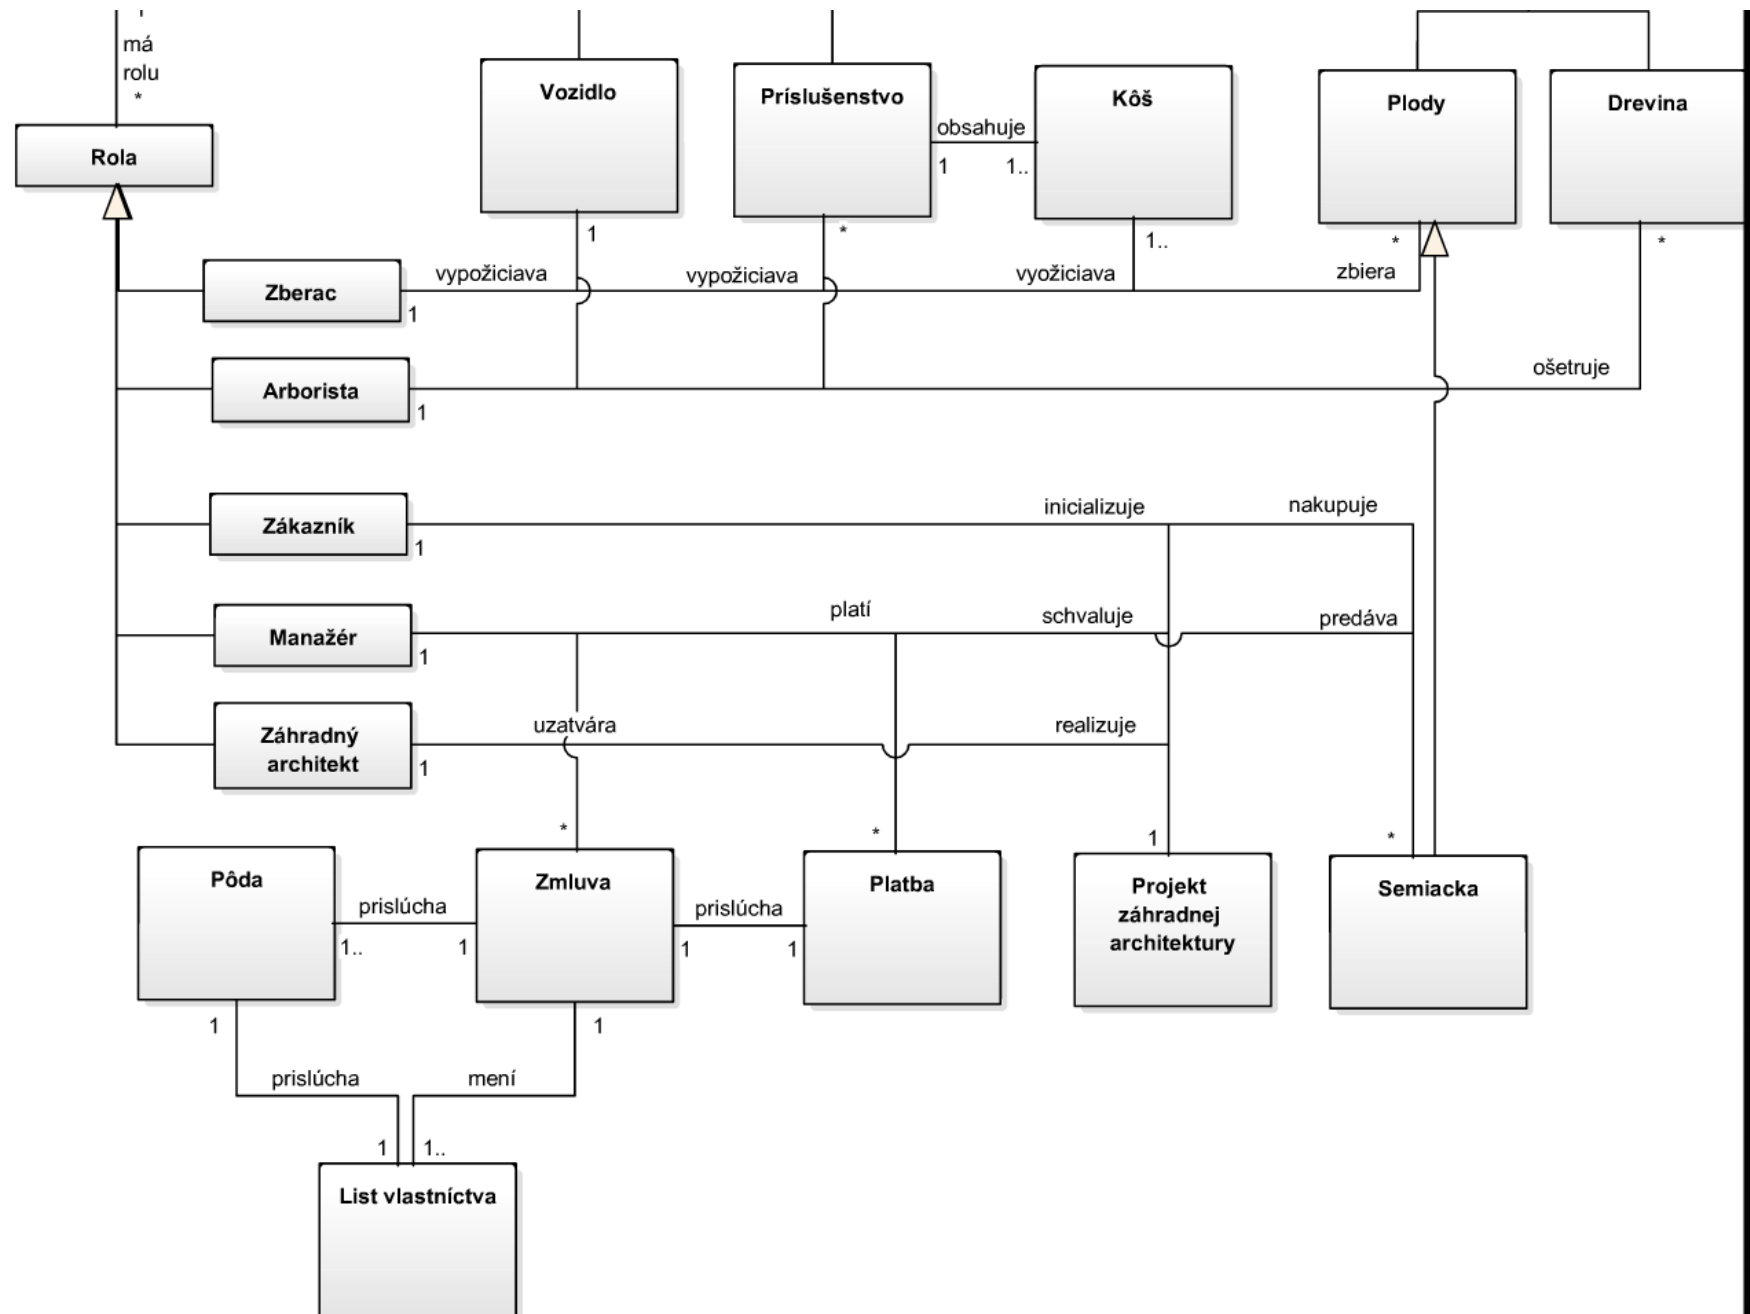 má
rolu
*
Rola
Vozidlo
Príslušenstvo
Kôš
Plody
Drevina
obsahuje
1
1..
1
*
1..
*
*
Zberac
1
vypožiciava
vypožiciava
vyožiciava
zbiera
Arborista
1
ošetruje
Zákazník
1
inicializuje
nakupuje
Manažér
1
platí
schvaluje
predáva
Záhradný
architekt
1
uzatvára
realizuje
*
*
1
*
Pôda
Zmluva
Platba
Projekt
záhradnej
architektury
Semiacka
prislúcha
1..
1
prislúcha
1
1
1
1
prislúcha
mení
1
1..
List vlastníctva